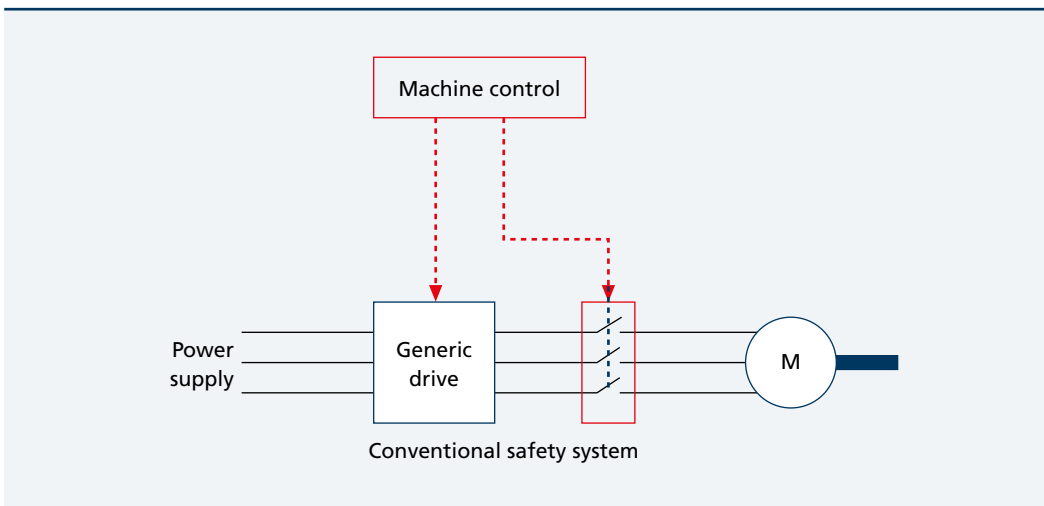 Machine control
Power
supply
Generic
drive
M
Conventional safety system